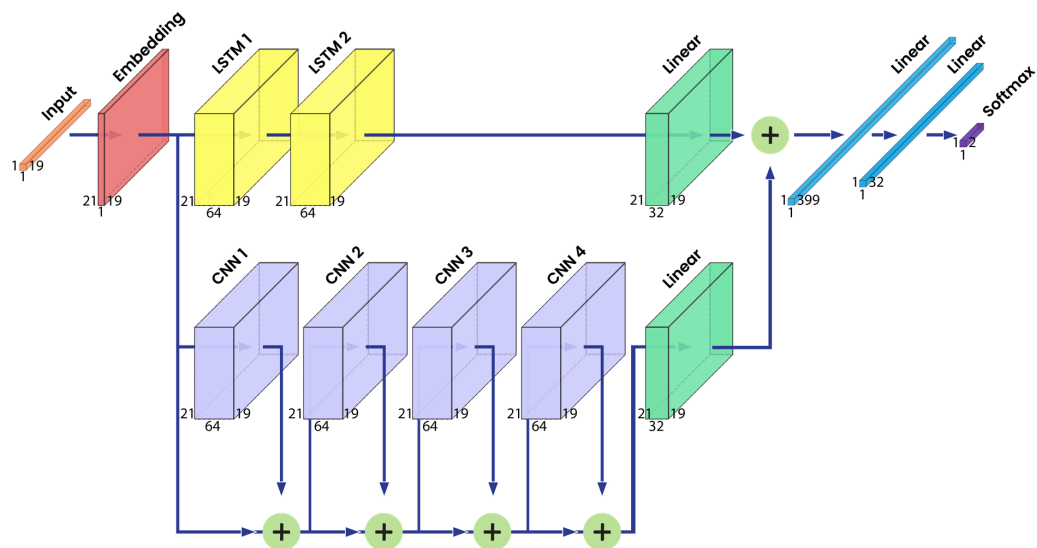 Input
1 19
1
Embedding
21 19
1
LSTM 1
21 19
64
LSTM 2
19
64
Linear
21 19
32
+
Linear
1 399
1
Linear
1 32
1
Softmax
1 2
1
CNN 1
21 19
64
CNN 2
21 19
64
CNN 3
21 19
64
CNN 4
21 19
64
Linear
21 19
32
+
+
+
+